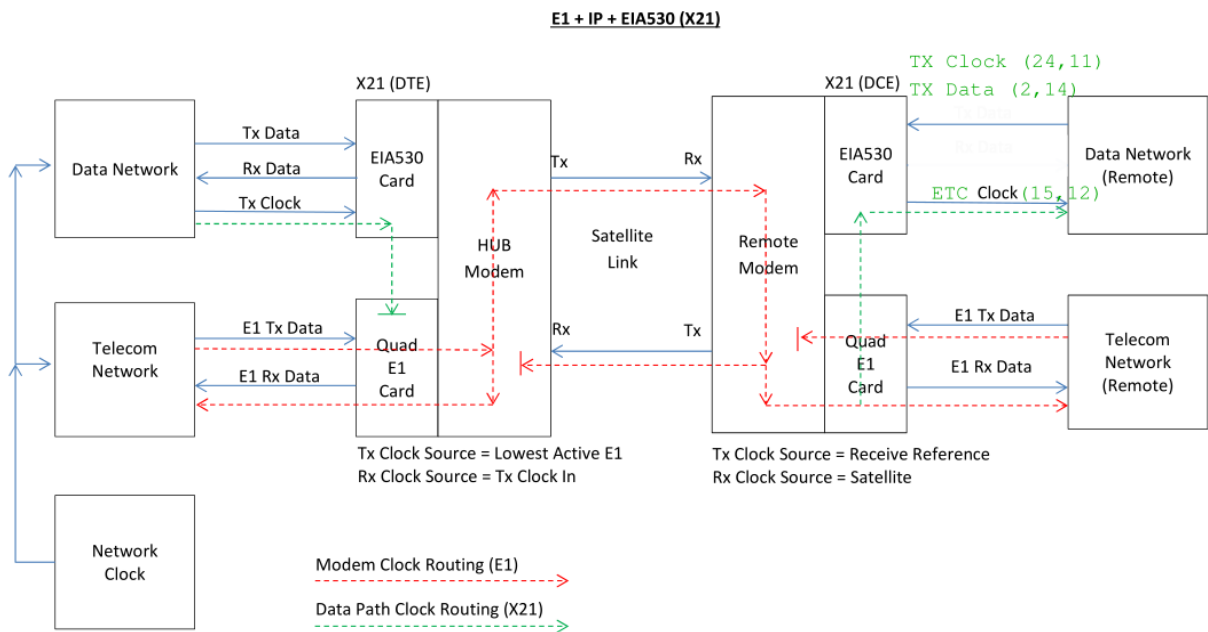 E1 + IP + EIA530 (X21)
TX Clock (24,11)
X21 (DTE)
X21 (DCE)
TX Data (2,14)
Tx Data
Tx Data
EIA530
Card
Tx
Rx
EIA530
Card
Rx Data
Data Network
Rx Data
Data Network
(Remote)
Tx Clock
ETC Clock(15,12)
HUB
Modem
Satellite
Link
Remote
Modem
E1 Tx Data
Rx
Tx
E1 Tx Data
Telecom
Network
Quad
E1
Card
Quad
E1
Card
Telecom
Network
(Remote)
E1 Rx Data
E1 Rx Data
Tx Clock Source = Lowest Active E1
Rx Clock Source = Tx Clock In
Tx Clock Source = Receive Reference
Rx Clock Source = Satellite
Network
Clock
Modem Clock Routing (E1)
Data Path Clock Routing (X21)